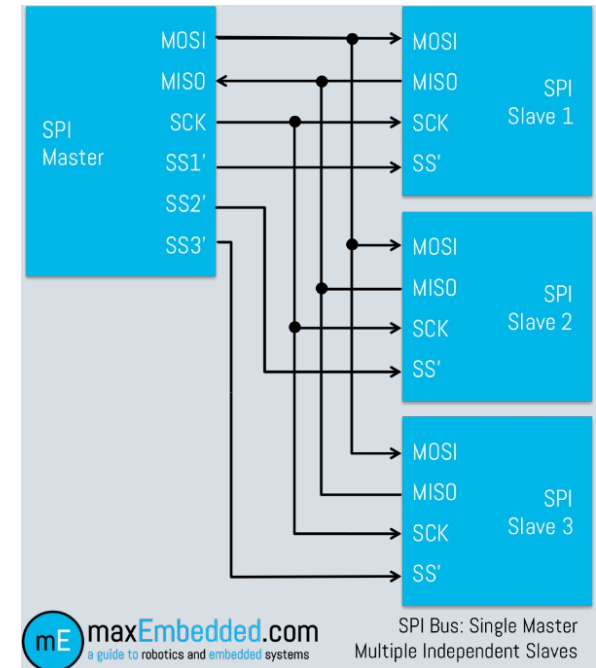 MOSI
MISO
SCK
SS1'
SS2'
SS3'
SPI
Master
MOSI
MISO
SCK
SS'
SPI
Slave 1
MOSI
MISO
SCK
SS'
SPI
Slave 2
MOSI
MISO
SCK
SS'
SPI
Slave 3
mE
maxEmbedded.com
a guide to robotics and embedded systems
SPI Bus: Single Master
Multiple Independent Slaves